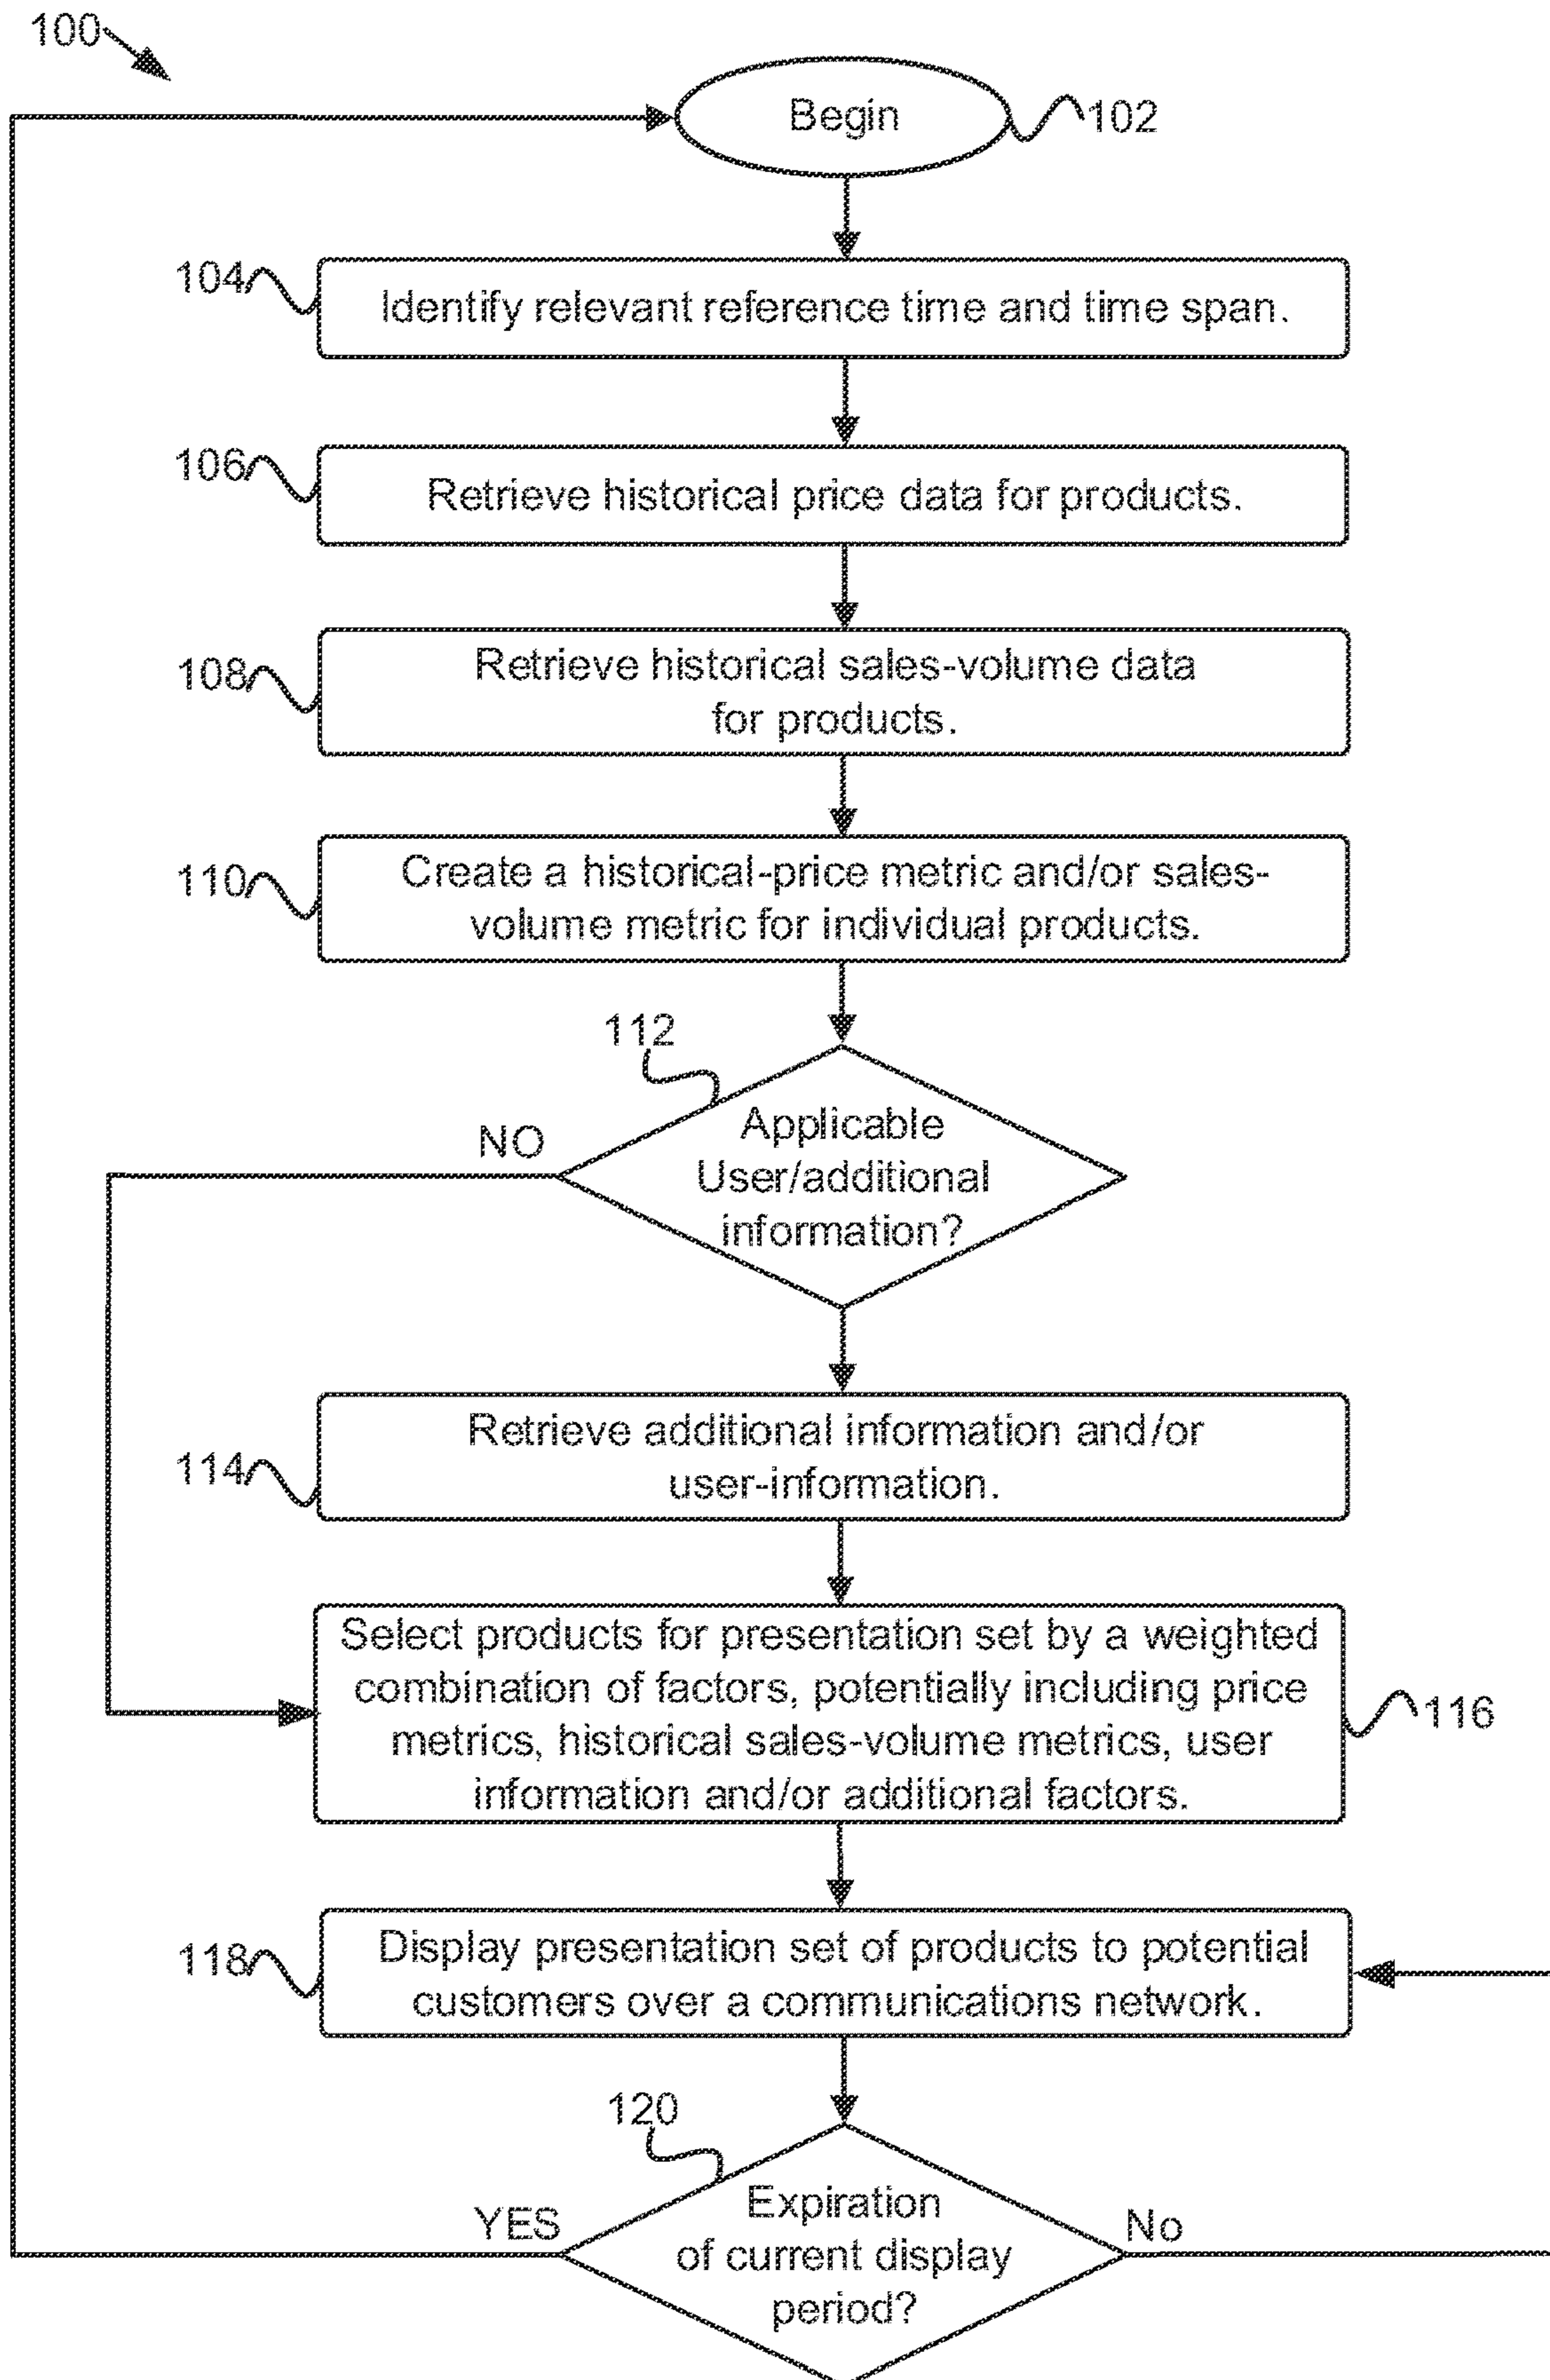 100
Begin
102
104
Identify relevant reference time and time span.
106
Retrieve historical price data for products.
108
Retrieve historical sales-volume data
for products.
110
Create a historical-price metric and/or sales-
volume metric for individual products.
112
NO
Applicable
User/additional
information?
114
Retrieve additional information and/or
user-information.
Select products for presentation set by a weighted
combination of factors, potentially including price
metrics, historical sales-volume metrics, user
information and/or additional factors.
116
118
Display presentation set of products to potential
customers over a communications network.
120
YES
Expiration
of current display
period?
No